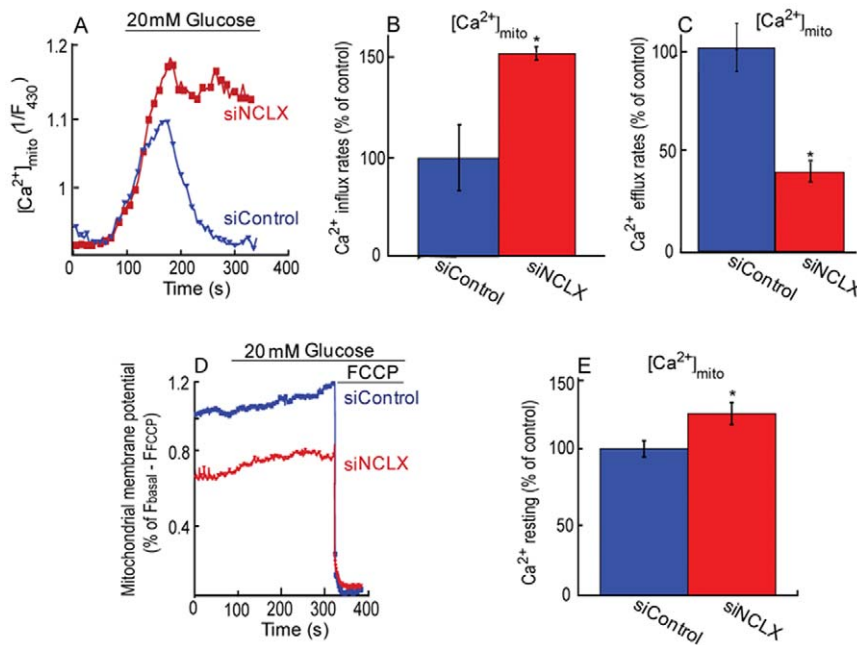 A
20mM Glucose
[Ca²⁺]mito (1/F430)
1.2
1.1
1
siNCLX
siControl
0
100
200
300
400
Time (s)
B
[Ca²⁺]mito
Ca²⁺ influx rates (% of control)
150
100
0
*
siControl
siNCLX
C
[Ca²⁺]mito
Ca²⁺ efflux rates (% of control)
100
50
0
*
siControl
siNCLX
D
20mM Glucose
FCCP
Mitochondrial membrane potential
(% of Fbasal - FFCCP)
1.2
0.8
0.4
siControl
siNCLX
0
100
200
300
400
Time (s)
E
[Ca²⁺]mito
Ca²⁺ resting (% of control)
150
100
50
0
*
siControl
siNCLX